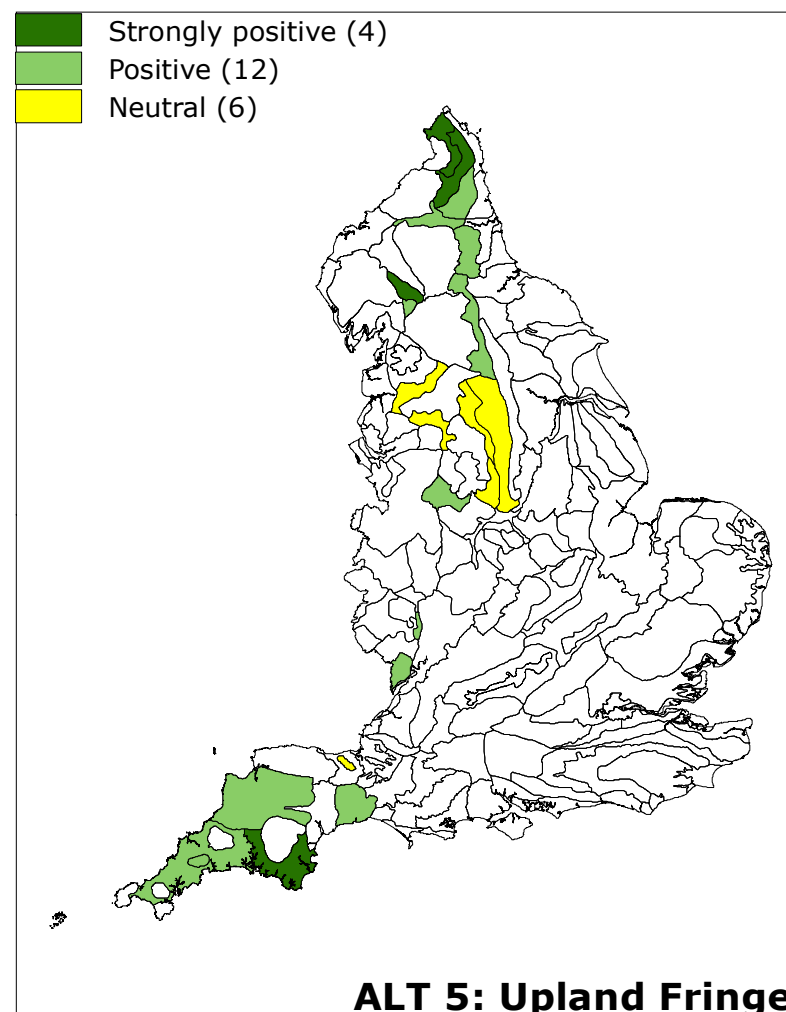 Strongly positive (4)
Positive (12)
Neutral (6)
ALT 5: Upland Fringe